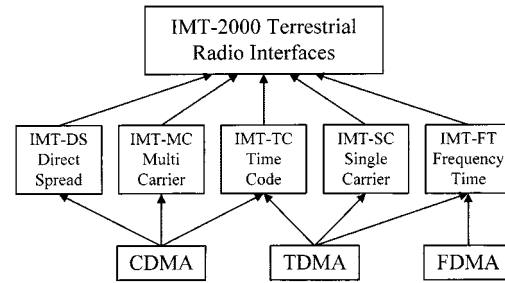 IMT-2000 Terrestrial
Radio Interfaces
IMT-DS
Direct
Spread
IMT-MC
Multi
Carrier
IMT-TC
Time
Code
IMT-SC
Single
Carrier
IMT-FT
Frequency
Time
CDMA
TDMA
FDMA